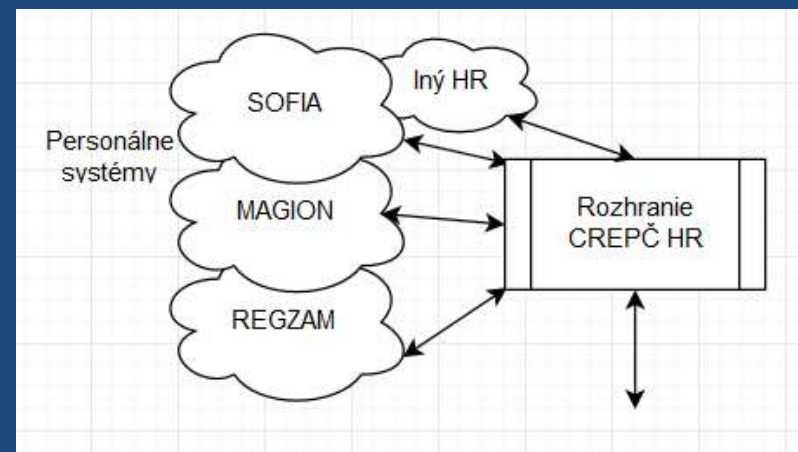 Iný HR
SOFIA
Personálne
systémy
MAGION
Rozhranie
CREPČ HR
REGZAM